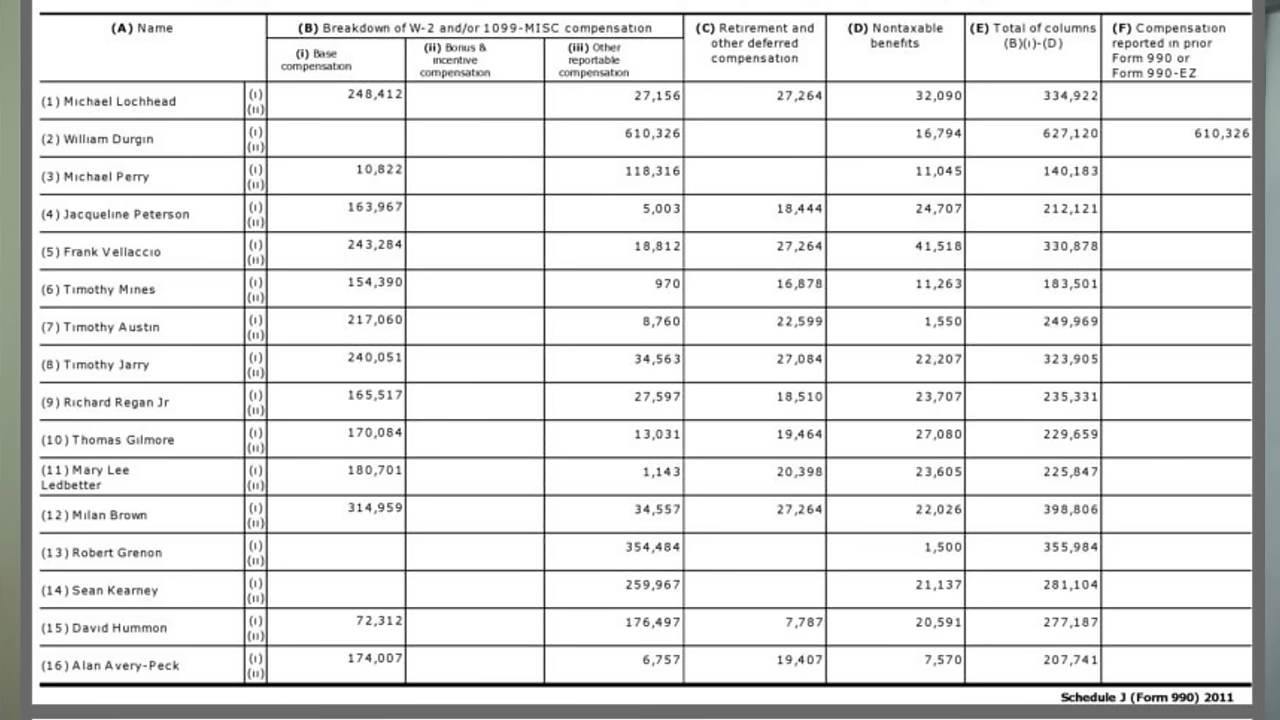 (A) Name (B) Breakdown of W-2 and/or 1099-MISC compensation (C) Retirement and other deferred compensation (D) Nontaxable benefits (E) Total of columns (B)(i)-(D) (F) Compensation reported in prior Form 990 or Form 990-EZ
(i) Base compensation (ii) Bonus & incentive compensation (iii) Other reportable compensation
(1) Michael Lochhead (i) 248,412 27,156 27,264 32,090 334,922
(ii)
(2) William Durgin (i) 610,326 16,794 627,120 610,326
(ii)
(3) Michael Perry (i) 10,822 118,316 11,045 140,183
(ii)
(4) Jacqueline Peterson (i) 163,967 5,003 18,444 24,707 212,121
(ii)
(5) Frank Vellaccio (i) 243,284 18,812 27,264 41,518 330,878
(ii)
(6) Timothy Mines (i) 154,390 970 16,878 11,263 183,501
(ii)
(7) Timothy Austin (i) 217,060 8,760 22,599 1,550 249,969
(ii)
(8) Timothy Jarry (i) 240,051 34,563 27,084 22,207 323,905
(ii)
(9) Richard Regan Jr (i) 165,517 27,597 18,510 23,707 235,331
(ii)
(10) Thomas Gilmore (i) 170,084 13,031 19,464 27,080 229,659
(ii)
(11) Mary Lee (i) 180,701 1,143 20,398 23,605 225,847
Ledbetter (ii)
(12) Milan Brown (i) 314,959 34,557 27,264 22,026 398,806
(ii)
(13) Robert Grenon (i) 354,484 1,500 355,984
(ii)
(14) Sean Kearney (i) 259,967 21,137 281,104
(ii)
(15) David Hummon (i) 72,312 176,497 7,787 20,591 277,187
(ii)
(16) Alan Avery-Peck (i) 174,007 6,757 19,407 7,570 207,741
(ii)
Schedule J (Form 990) 2011